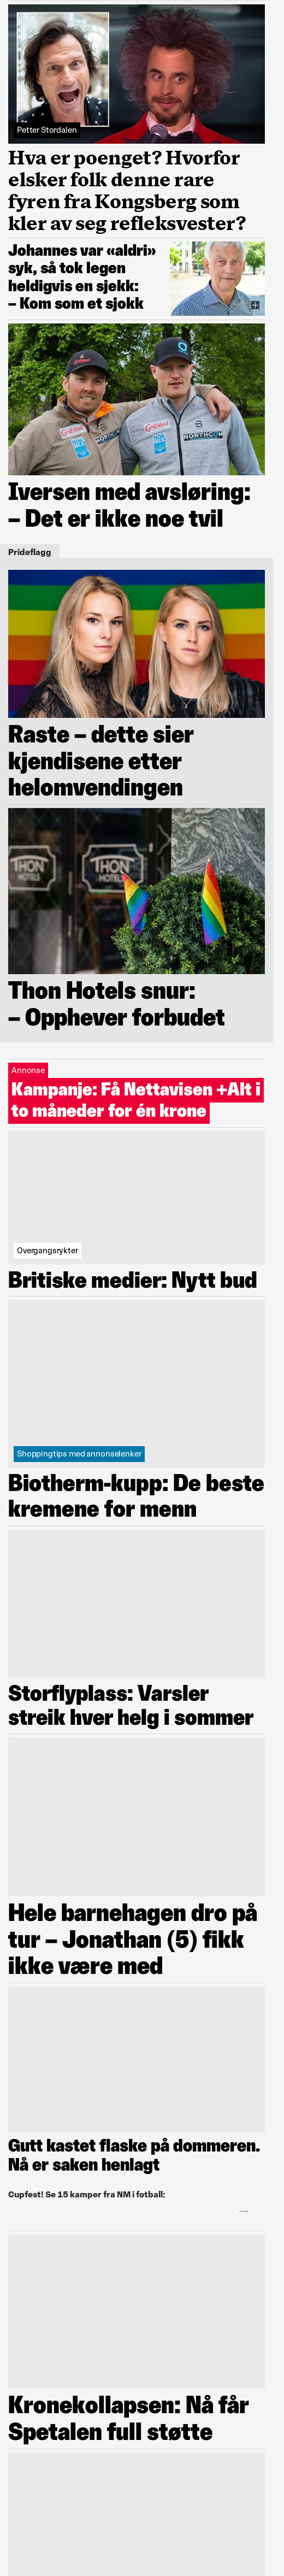 Petter Stordalen
Hva er poenget? Hvorfor
elsker folk denne rare
fyren fra Kongsberg som
kler av seg refleksvester?
Johannes var «aldri»
syk, så tok legen
heldigvis en sjekk:
– Kom som et sjokk
Iversen med avsløring:
– Det er ikke noe tvil
Prideflagg
Raste – dette sier
kjendisene etter
helomvendingen
THON
HOTELS
THON
HOTELS
Thon Hotels snur:
– Opphever forbudet
Annonse
Kampanje: Få Nettavisen +Alt i
to måneder for én krone
Overgangsrykter
Britiske medier: Nytt bud
Shoppingtips med annonselenker
Biotherm-kupp: De beste
kremene for menn
Storflyplass: Varsler
streik hver helg i sommer
Hele barnehagen dro på
tur – Jonathan (5) fikk
ikke være med
Gutt kastet flaske på dommeren.
Nå er saken henlagt
Cupfest! Se 15 kamper fra NM i fotball:
Kronekollapsen: Nå får
Spetalen full støtte